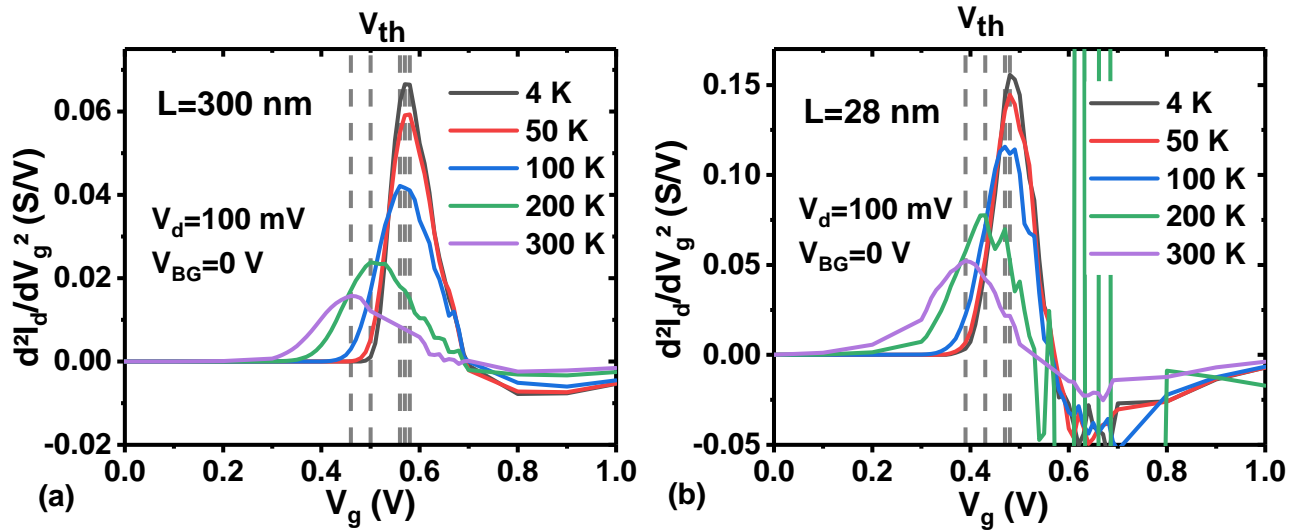 V_th
L=300 nm
4 K
50 K
100 K
200 K
300 K
V_d=100 mV
V_BG=0 V
d²I_d/dV_g² (S/V)
0.06
0.04
0.02
0.00
-0.02
0.0 0.2 0.4 0.6 0.8 1.0
(a)
V_g (V)
V_th
L=28 nm
4 K
50 K
100 K
200 K
300 K
V_d=100 mV
V_BG=0 V
d²I_d/dV_g² (S/V)
0.15
0.10
0.05
0.00
-0.05
0.0 0.2 0.4 0.6 0.8 1.0
(b)
V_g (V)